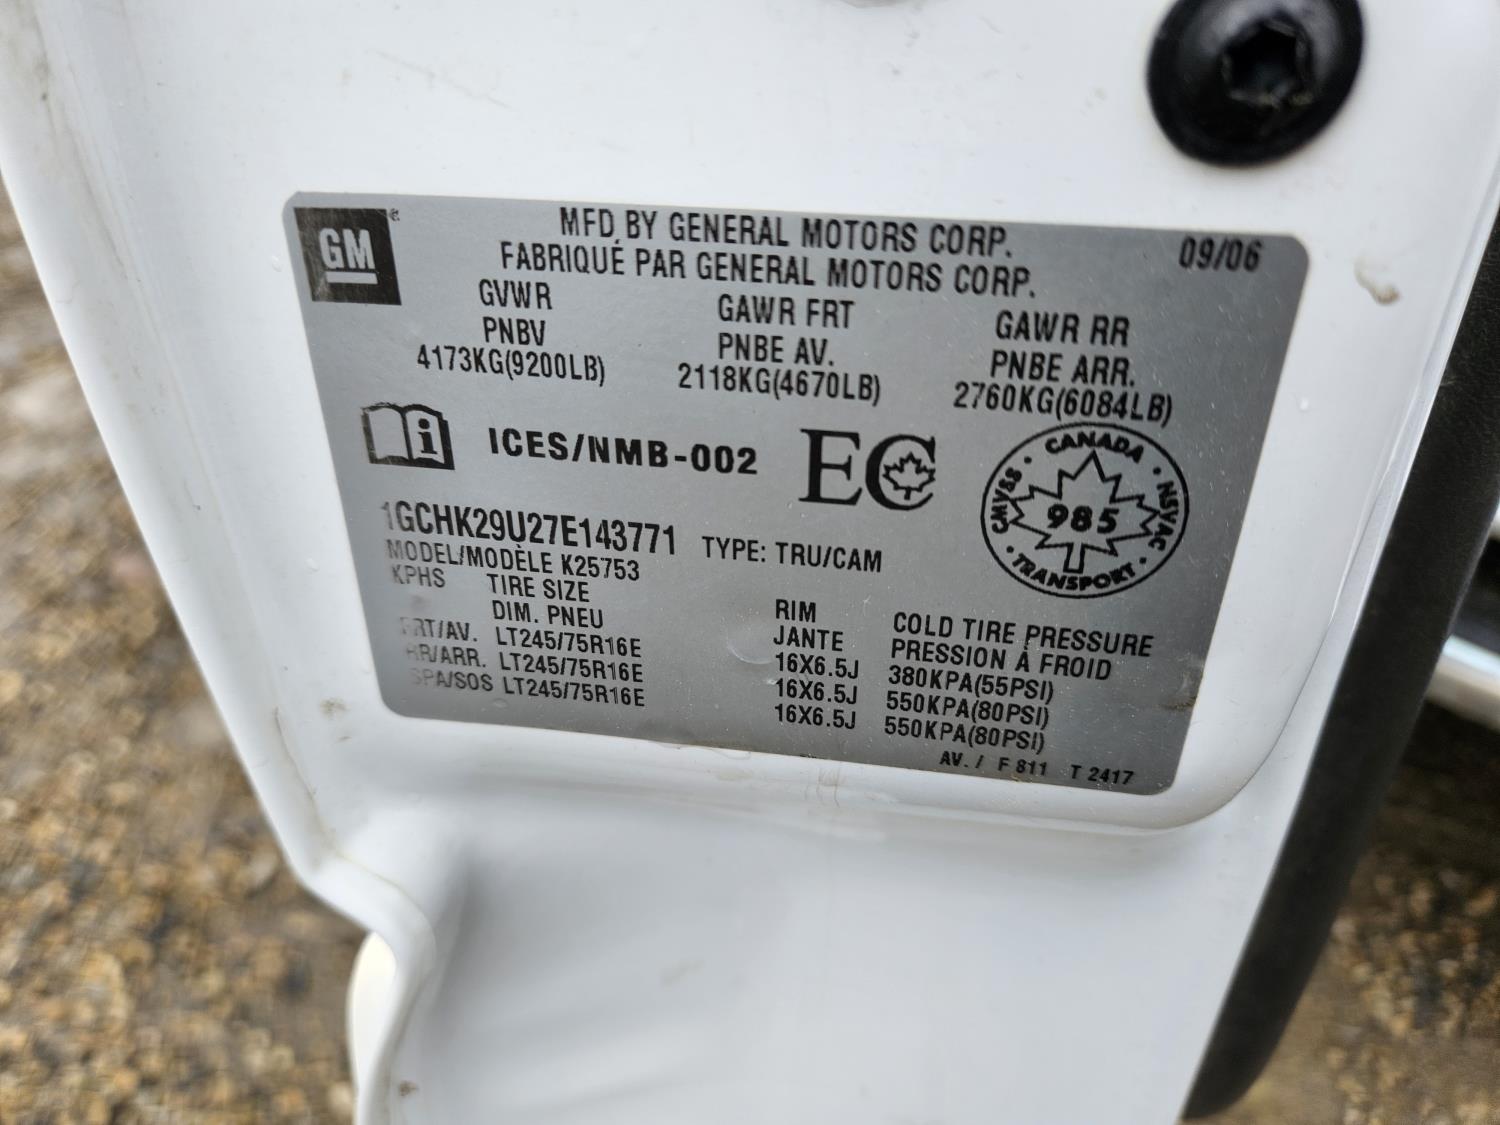 GM
MFD BY GENERAL MOTORS CORP. 09/06
FABRIQUÉ PAR GENERAL MOTORS CORP.
GVWR GAWR FRT GAWR RR
PNBV PNBE AV. PNBE ARR.
4173KG(9200LB) 2118KG(4670LB) 2760KG(6084LB)
ICES/NMB-002 EC
CANADA
CMVSS 985 NSVAC
TRANSPORT
1GCHK29U27E143771 TYPE: TRU/CAM
MODEL/MODÈLE K25753
KPHS TIRE SIZE RIM COLD TIRE PRESSURE
DIM. PNEU JANTE PRESSION À FROID
FRT/AV. LT245/75R16E 16X6.5J 380KPA(55PSI)
RR/ARR. LT245/75R16E 16X6.5J 550KPA(80PSI)
SPA/SOS LT245/75R16E 16X6.5J 550KPA(80PSI)
AV. / F 811 T 2417